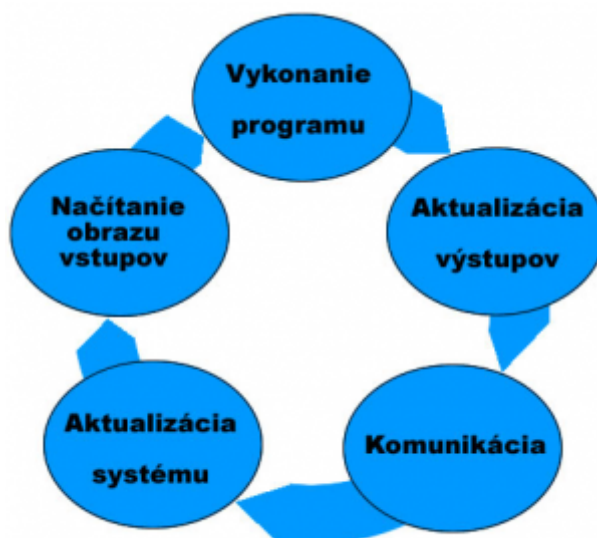 Vykonanie
programu
Aktualizácia
výstupov
Komunikácia
Aktualizácia
systému
Načítanie
obrazu
vstupov